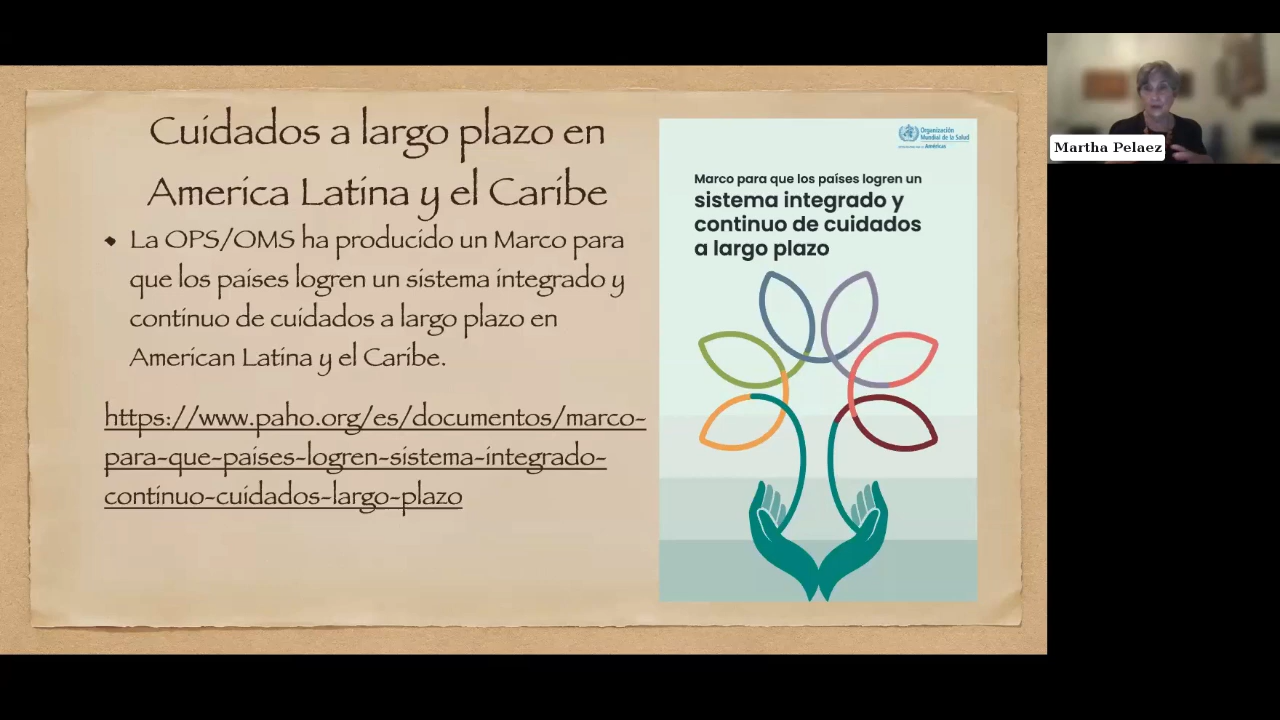 Cuidados a largo plazo en
America Latina y el Caribe
La OPS/OMS ha producido un Marco para
que los paises logren un sistema integrado y
continuo de cuidados a largo plazo en
American Latina y el Caribe.
https://www.paho.org/es/documentos/marco-
para-que-paises-logren-sistema-integrado-
continuo-cuidados-largo-plazo
Organización
Mundial de la Salud
Américas
Marco para que los países logren un
sistema integrado y
continuo de cuidados
a largo plazo
Martha Pelaez